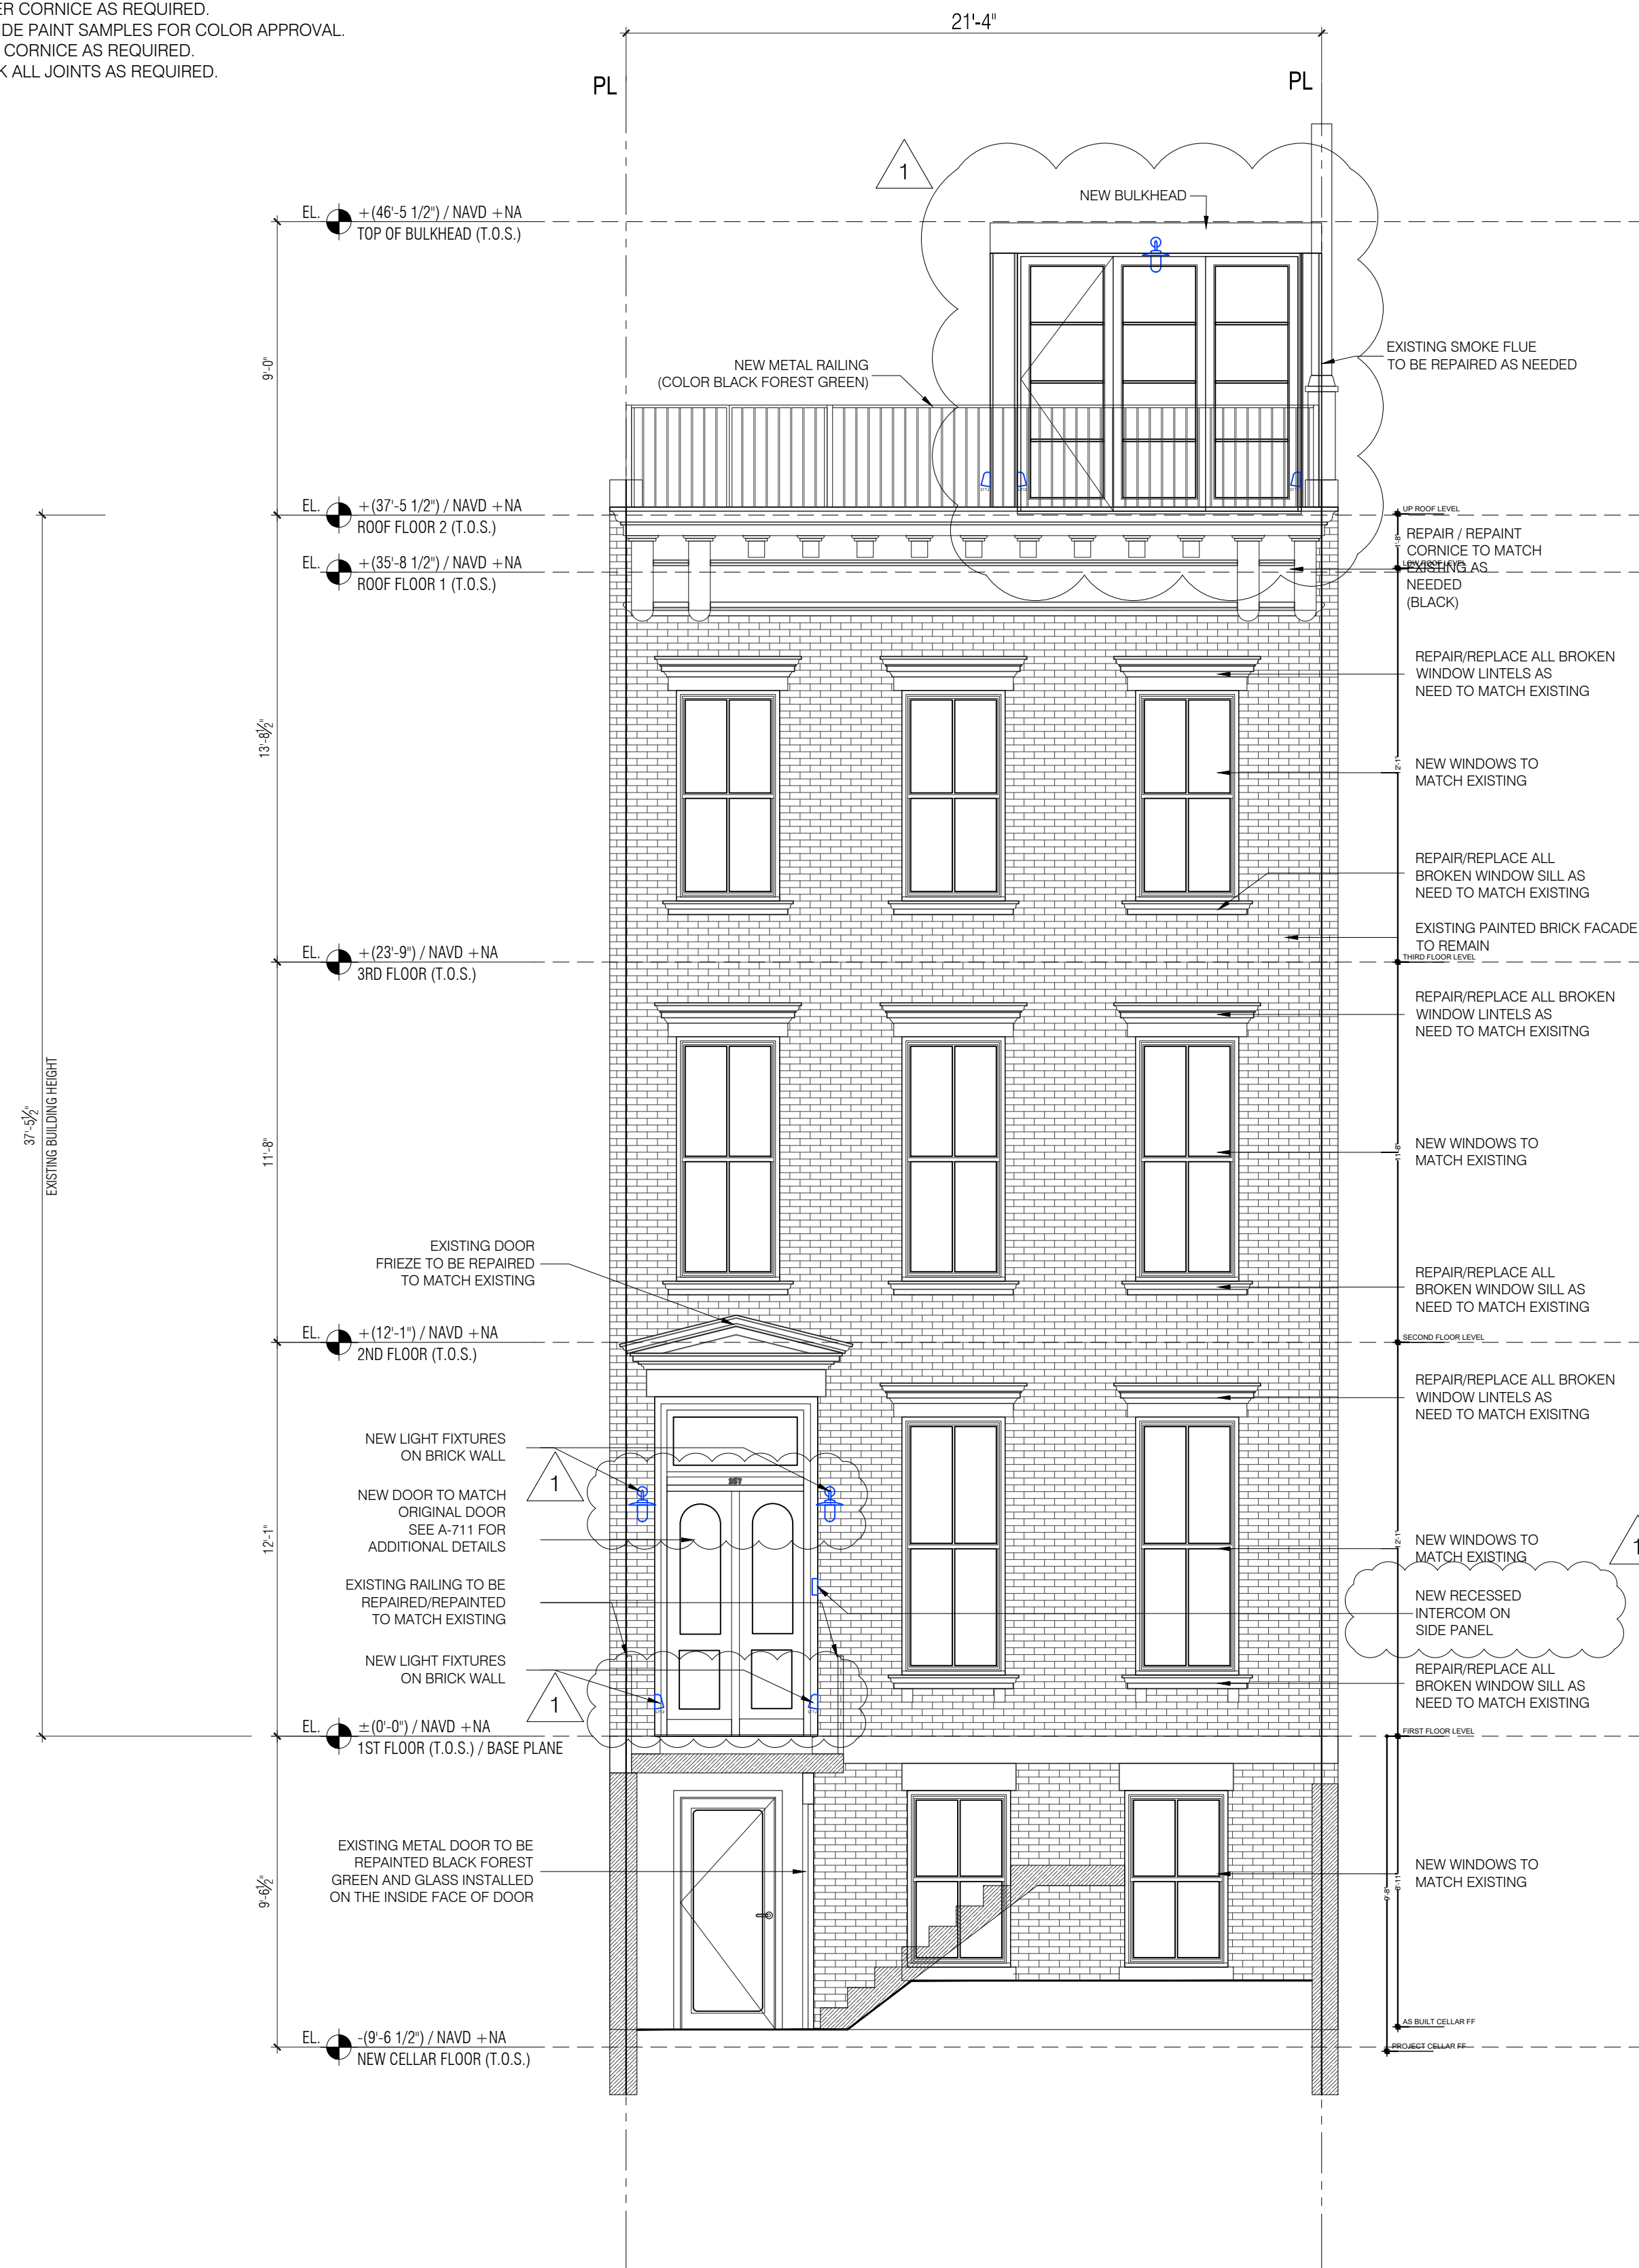 ER CORNICE AS REQUIRED.
IDE PAINT SAMPLES FOR COLOR APPROVAL.
CORNICE AS REQUIRED.
K ALL JOINTS AS REQUIRED.
21'-4"
PL
PL
1
NEW BULKHEAD
EL. +(46'-5 1/2") / NAVD +NA
TOP OF BULKHEAD (T.O.S.)
9'-0"
NEW METAL RAILING
(COLOR BLACK FOREST GREEN)
EXISTING SMOKE FLUE
TO BE REPAIRED AS NEEDED
EL. +(37'-5 1/2") / NAVD +NA
ROOF FLOOR 2 (T.O.S.)
UP ROOF LEVEL
1'-8"
EL. +(35'-8 1/2") / NAVD +NA
ROOF FLOOR 1 (T.O.S.)
REPAIR / REPAINT
CORNICE TO MATCH
LOW ROOF LEVEL
EXISTING AS
NEEDED
(BLACK)
REPAIR/REPLACE ALL BROKEN
WINDOW LINTELS AS
NEED TO MATCH EXISTING
13'-8½"
NEW WINDOWS TO
MATCH EXISTING
REPAIR/REPLACE ALL
BROKEN WINDOW SILL AS
NEED TO MATCH EXISTING
EXISTING PAINTED BRICK FACADE
TO REMAIN
EL. +(23'-9") / NAVD +NA
3RD FLOOR (T.O.S.)
THIRD FLOOR LEVEL
REPAIR/REPLACE ALL BROKEN
WINDOW LINTELS AS
NEED TO MATCH EXISITNG
37'-5½"
EXISTING BUILDING HEIGHT
11'-8"
11'-8"
NEW WINDOWS TO
MATCH EXISTING
EXISTING DOOR
FRIEZE TO BE REPAIRED
TO MATCH EXISTING
REPAIR/REPLACE ALL
BROKEN WINDOW SILL AS
NEED TO MATCH EXISTING
EL. +(12'-1") / NAVD +NA
2ND FLOOR (T.O.S.)
SECOND FLOOR LEVEL
REPAIR/REPLACE ALL BROKEN
WINDOW LINTELS AS
NEED TO MATCH EXISITNG
NEW LIGHT FIXTURES
ON BRICK WALL
1
357
NEW DOOR TO MATCH
ORIGINAL DOOR
SEE A-711 FOR
ADDITIONAL DETAILS
12'-1"
12'-1"
NEW WINDOWS TO
MATCH EXISTING
1
EXISTING RAILING TO BE
REPAIRED/REPAINTED
TO MATCH EXISTING
NEW RECESSED
INTERCOM ON
SIDE PANEL
NEW LIGHT FIXTURES
ON BRICK WALL
1
REPAIR/REPLACE ALL
BROKEN WINDOW SILL AS
NEED TO MATCH EXISTING
EL. ±(0'-0") / NAVD +NA
1ST FLOOR (T.O.S.) / BASE PLANE
FIRST FLOOR LEVEL
EXISTING METAL DOOR TO BE
REPAINTED BLACK FOREST
GREEN AND GLASS INSTALLED
ON THE INSIDE FACE OF DOOR
9'-6½"
NEW WINDOWS TO
MATCH EXISTING
AS BUILT CELLAR FF
EL. -(9'-6 1/2") / NAVD +NA
NEW CELLAR FLOOR (T.O.S.)
PROJECT CELLAR FF